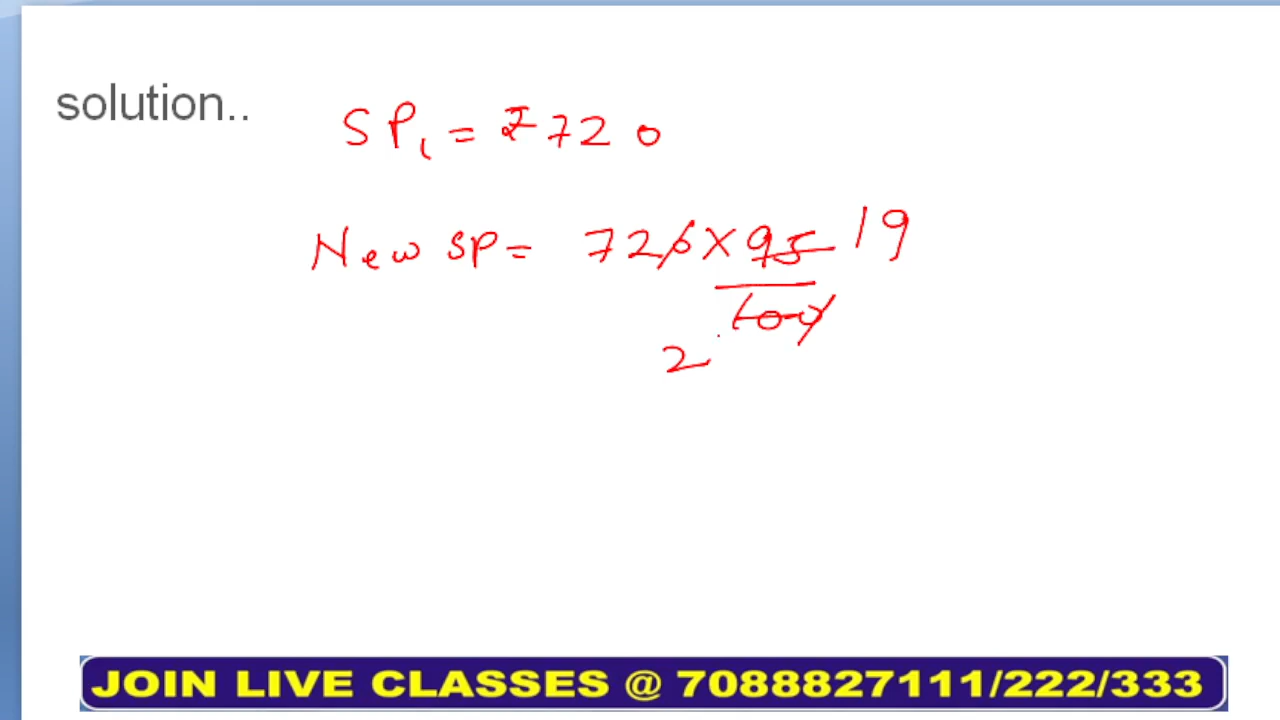 solution..
SP₁ = ₹720
New SP = 720 × 95 19
100
2
JOIN LIVE CLASSES @ 7088827111/222/333